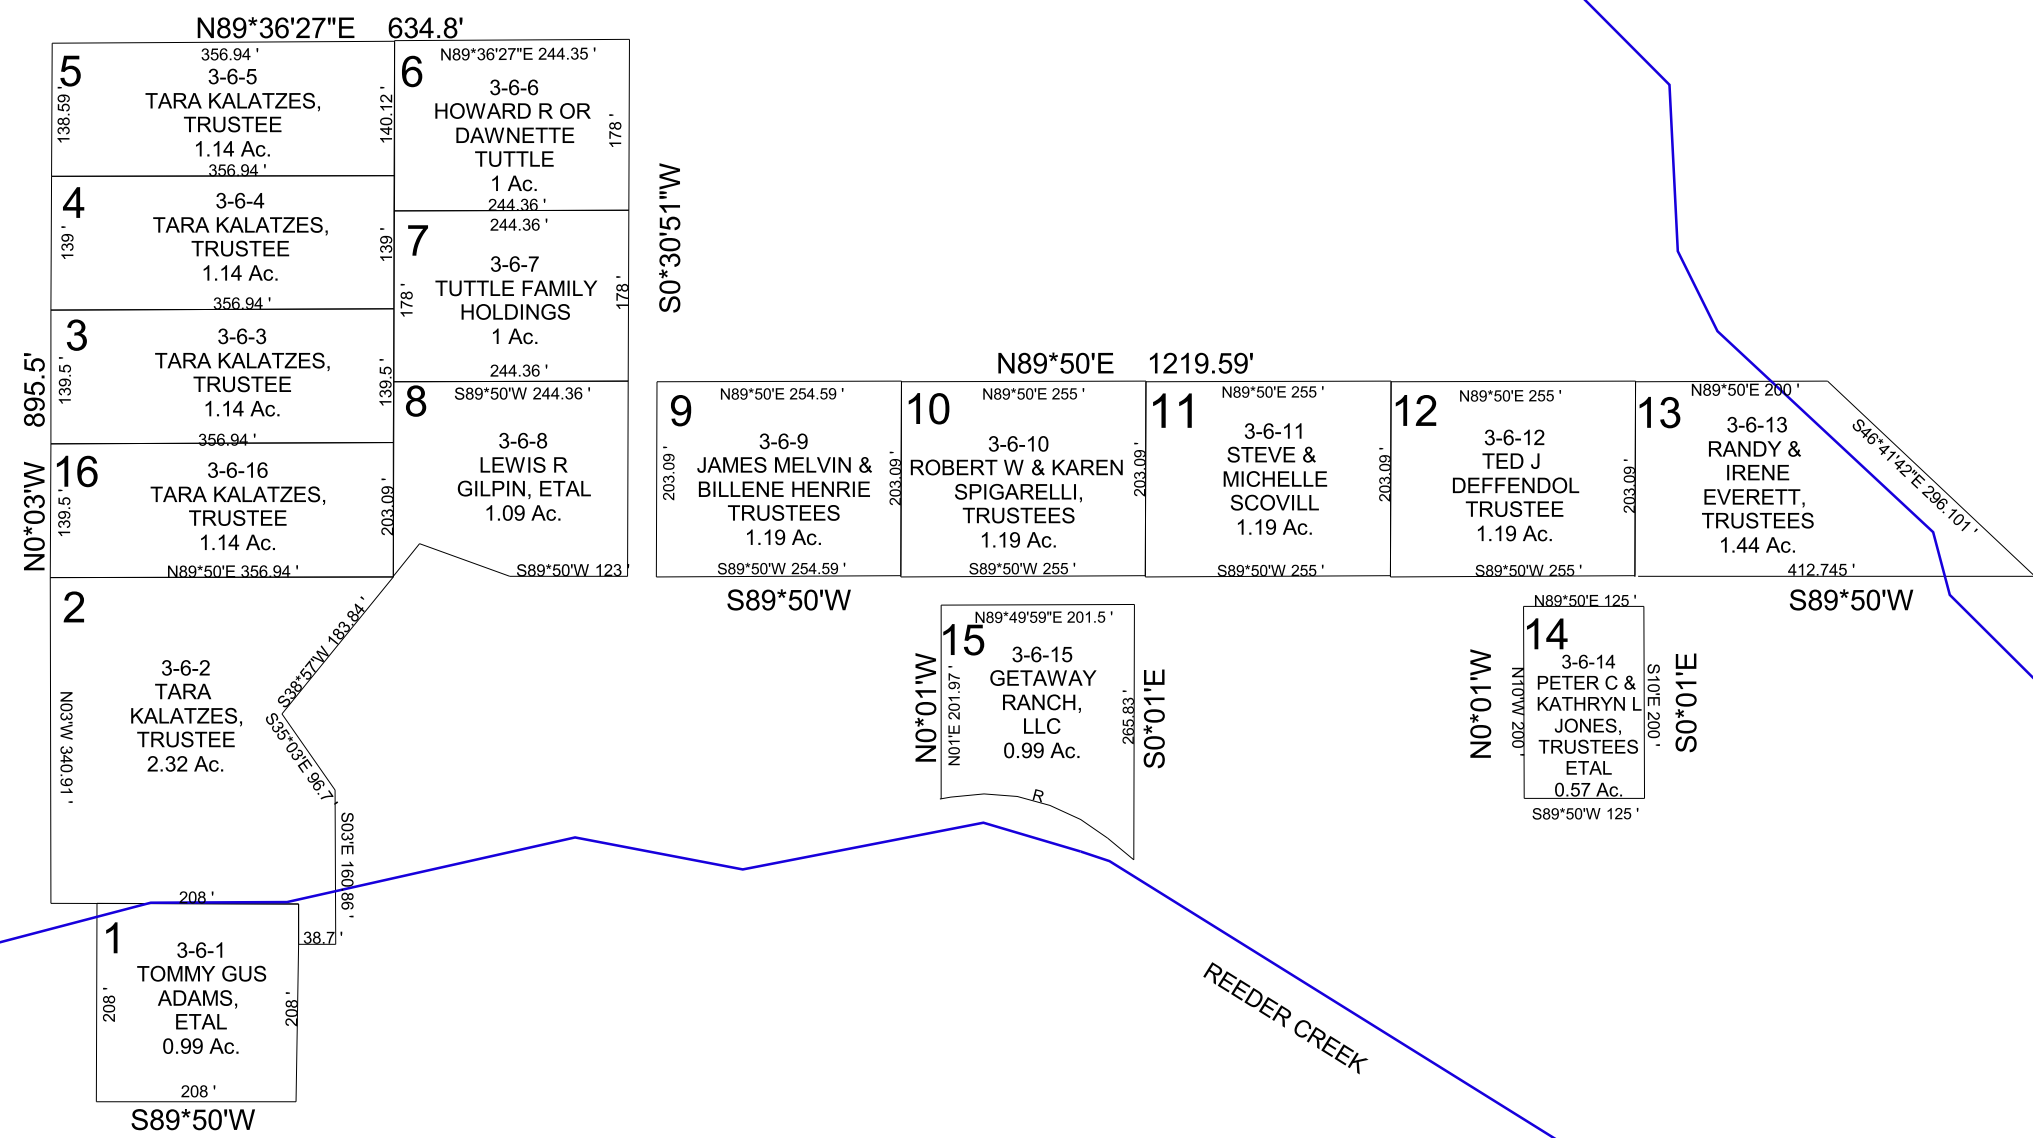 N89*36'27"E 634.8'
5
356.94 '
3-6-5
TARA KALATZES,
TRUSTEE
1.14 Ac.
356.94 '
138.59 '
140.12 '
6
N89*36'27"E 244.35 '
3-6-6
HOWARD R OR
DAWNETTE
TUTTLE
1 Ac.
244.36 '
178 '
4
3-6-4
TARA KALATZES,
TRUSTEE
1.14 Ac.
356.94 '
139 '
139 '
7
244.36 '
3-6-7
TUTTLE FAMILY
HOLDINGS
1 Ac.
244.36 '
178 '
178 '
S0*30'51"W
3
3-6-3
TARA KALATZES,
TRUSTEE
1.14 Ac.
356.94 '
139.5 '
139.5 '
N0*03'W 895.5'
16
3-6-16
TARA KALATZES,
TRUSTEE
1.14 Ac.
N89*50'E 356.94 '
139.5 '
203.09 '
8
S89*50'W 244.36 '
3-6-8
LEWIS R
GILPIN, ETAL
1.09 Ac.
S89*50'W 123 '
N89*50'E 1219.59'
9
N89*50'E 254.59 '
3-6-9
JAMES MELVIN &
BILLENE HENRIE
TRUSTEES
1.19 Ac.
S89*50'W 254.59 '
203.09 '
203.09 '
S89*50'W
10
N89*50'E 255 '
3-6-10
ROBERT W & KAREN
SPIGARELLI,
TRUSTEES
1.19 Ac.
S89*50'W 255 '
203.09 '
11
N89*50'E 255 '
3-6-11
STEVE &
MICHELLE
SCOVILL
1.19 Ac.
S89*50'W 255 '
203.09 '
12
N89*50'E 255 '
3-6-12
TED J
DEFFENDOL
TRUSTEE
1.19 Ac.
S89*50'W 255 '
203.09 '
13
N89*50'E 200 '
3-6-13
RANDY &
IRENE
EVERETT,
TRUSTEES
1.44 Ac.
412.745 '
S46*41'42"E 296.101 '
S89*50'W
2
3-6-2
TARA
KALATZES,
TRUSTEE
2.32 Ac.
N03'W 340.91 '
S38*57'W 183.84 '
S35*03'E 96.7 '
S03'E 160.86 '
208 '
38.7 '
15
N89*49'59"E 201.5 '
3-6-15
GETAWAY
RANCH,
LLC
0.99 Ac.
N0*01'W
N01'E 201.97 '
265.83 '
S0*01'E
R
14
N89*50'E 125 '
3-6-14
PETER C &
KATHRYN L
JONES,
TRUSTEES
ETAL
0.57 Ac.
S89*50'W 125 '
N0*01'W
N10'W 200 '
S10'E 200 '
S0*01'E
1
3-6-1
TOMMY GUS
ADAMS,
ETAL
0.99 Ac.
208 '
208 '
208 '
S89*50'W
REEDER CREEK